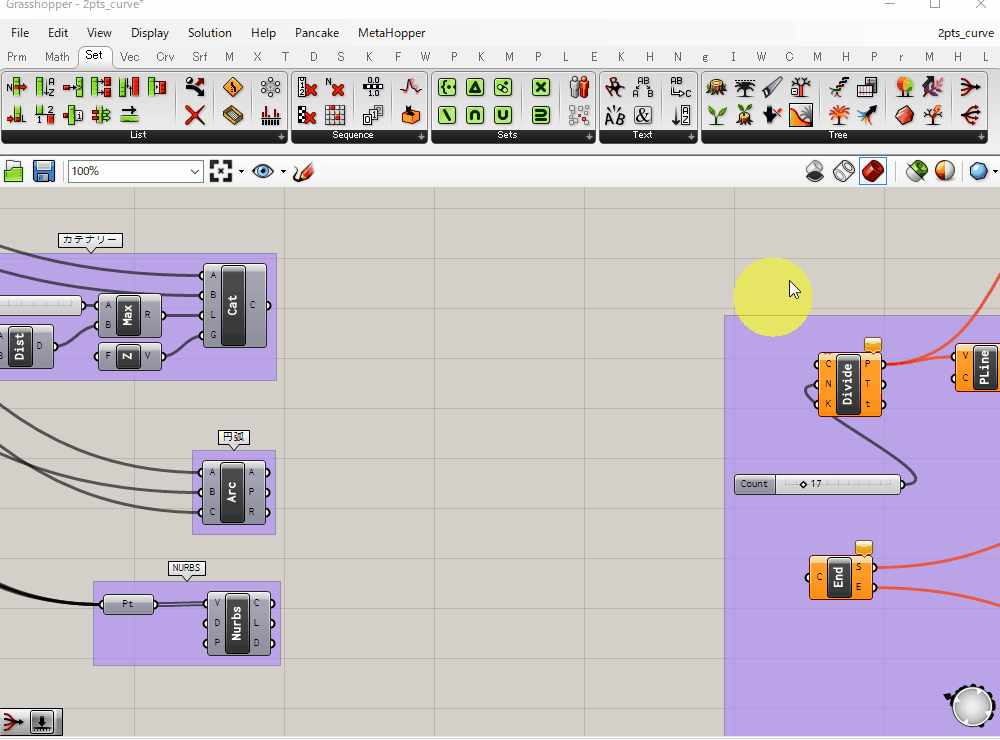 Grasshopper - 2pts_curve*
File Edit View Display Solution Help Pancake MetaHopper 2pts_curve
Prm Math Set Vec Crv Srf M X T D S K F W P K M P L E K H N g I W C M H P r M H L
List Sequence Sets Text Tree
100%
カテナリー
A
B
L
G
Cat
C
A
B
Max
R
Dist
D
F
Z
V
円弧
A
B
C
Arc
A
P
R
NURBS
Pt
V
D
P
Nurbs
C
L
D
C
N
K
Divide
P
T
t
V
C
PLine
Count 17
C
End
S
E